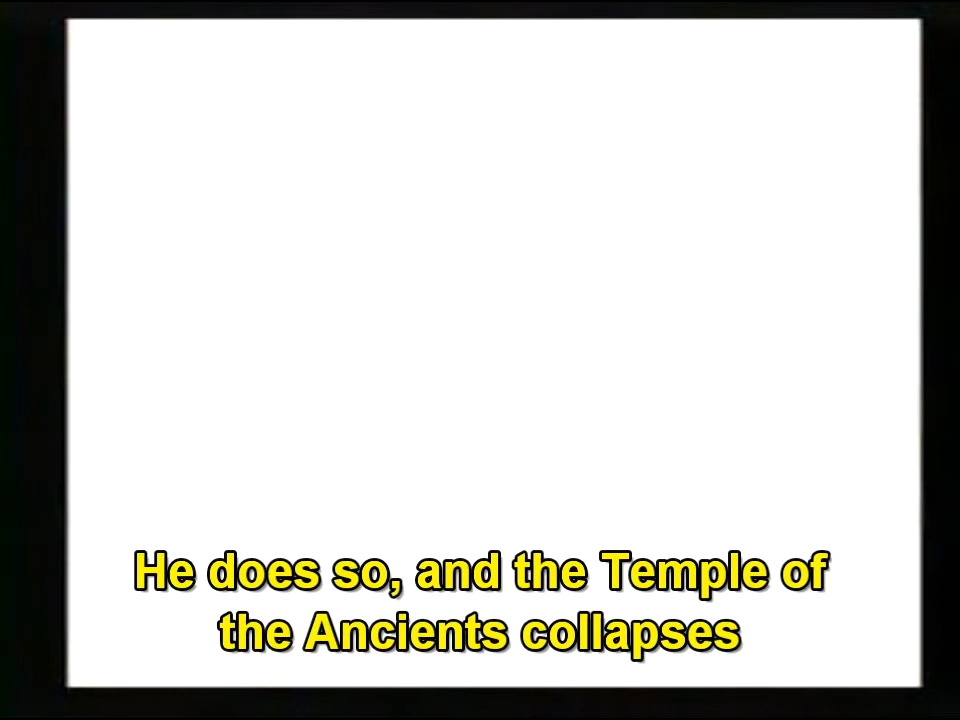 He does so, and the Temple of
the Ancients collapses